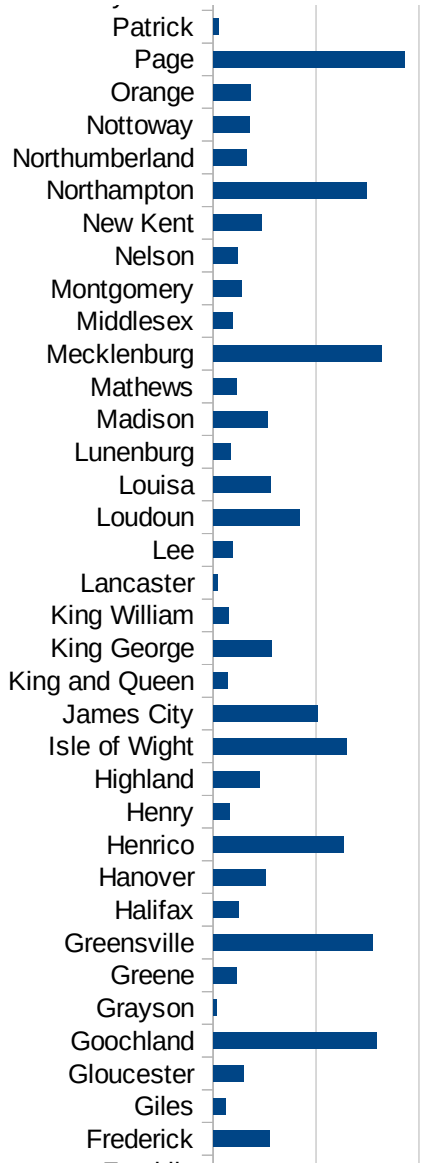 Patrick
Page
Orange
Nottoway
Northumberland
Northampton
New Kent
Nelson
Montgomery
Middlesex
Mecklenburg
Mathews
Madison
Lunenburg
Louisa
Loudoun
Lee
Lancaster
King William
King George
King and Queen
James City
Isle of Wight
Highland
Henry
Henrico
Hanover
Halifax
Greensville
Greene
Grayson
Goochland
Gloucester
Giles
Frederick